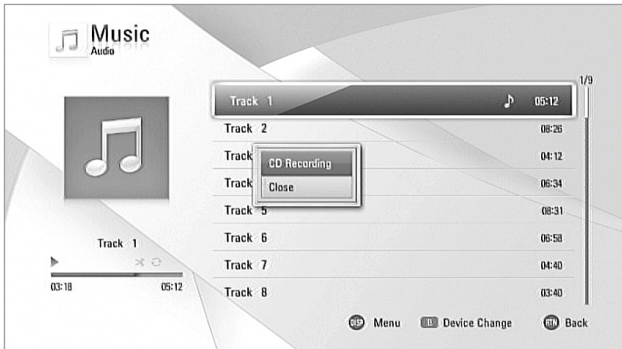 Music
Audio
1/9
Track 1 05:12
Track 2 08:26
Track 04:12
Track 06:34
Track 5 08:31
Track 6 06:58
Track 7 04:40
Track 8 03:40
CD Recording
Close
Track 1
03:18 05:12
DISP Menu B Device Change RTN Back